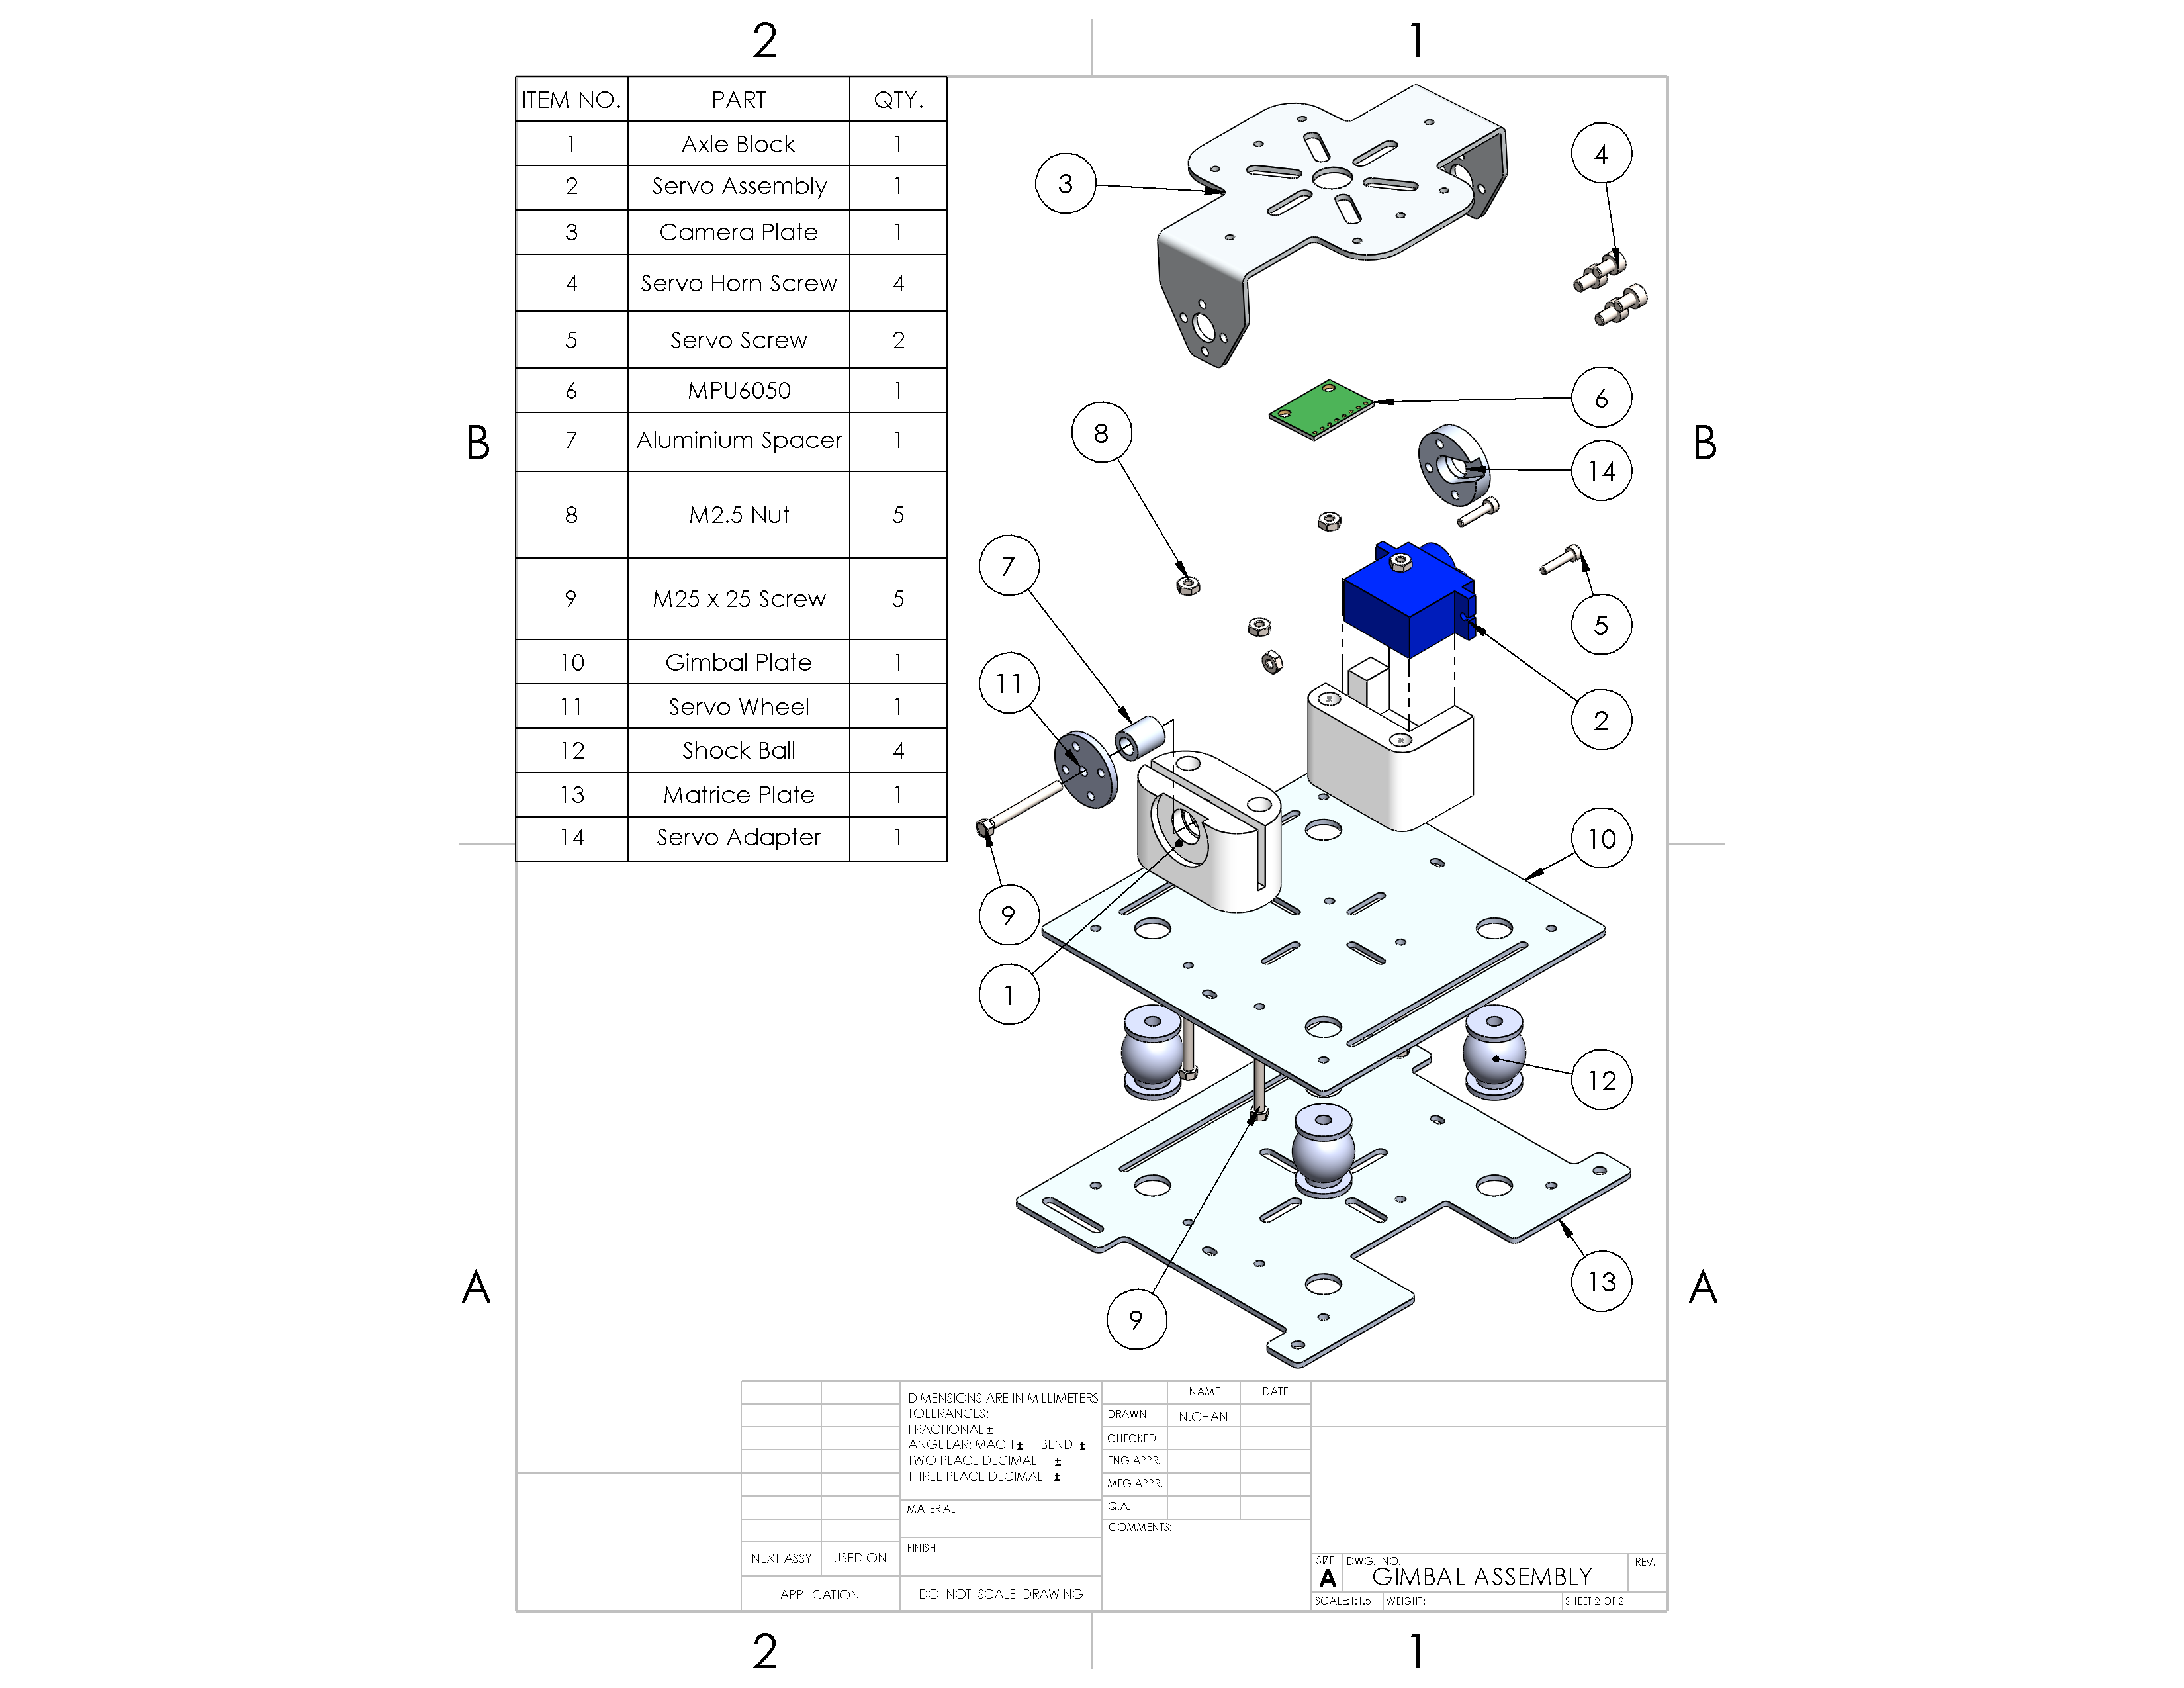 2 1
ITEM NO. PART QTY.
1 Axle Block 1
2 Servo Assembly 1
3 Camera Plate 1
4 Servo Horn Screw 4
5 Servo Screw 2
6 MPU6050 1
7 Aluminium Spacer 1
8 M2.5 Nut 5
9 M25 x 25 Screw 5
10 Gimbal Plate 1
11 Servo Wheel 1
12 Shock Ball 4
13 Matrice Plate 1
14 Servo Adapter 1
3
4
6
8
14
7
5
11
2
10
9
1
12
9
13
B B
A A
DIMENSIONS ARE IN MILLIMETERS
TOLERANCES:
FRACTIONAL ±
ANGULAR: MACH ± BEND ±
TWO PLACE DECIMAL ±
THREE PLACE DECIMAL ±
MATERIAL
FINISH
NEXT ASSY USED ON
APPLICATION
DO NOT SCALE DRAWING
NAME DATE
DRAWN N.CHAN
CHECKED
ENG APPR.
MFG APPR.
Q.A.
COMMENTS:
SIZE DWG. NO. REV.
A GIMBAL ASSEMBLY
SCALE:1:1.5 WEIGHT: SHEET 2 OF 2
2 1